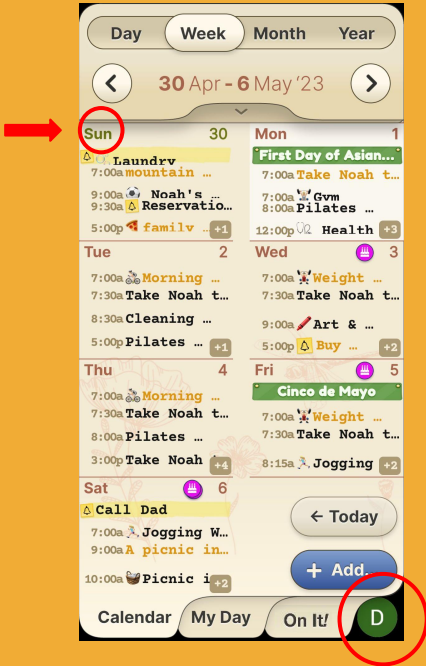 Day Week Month Year
30 Apr - 6 May ‘23
Sun 30
Laundry
7:00a mountain …
9:00a Noah's …
9:30a Reservatio…
5:00p family … +1
Mon 1
First Day of Asian...
7:00a Take Noah t…
7:00a Gym
8:00a Pilates …
12:00p Health +3
Tue 2
7:00a Morning …
7:30a Take Noah t…
8:30a Cleaning …
5:00p Pilates … +1
Wed 3
7:00a Weight …
7:30a Take Noah t…
9:00a Art & …
5:00p Buy … +2
Thu 4
7:00a Morning …
7:30a Take Noah t…
8:00a Pilates …
3:00p Take Noah +4
Fri 5
Cinco de Mayo
7:00a Weight …
7:30a Take Noah t…
8:15a Jogging +2
Sat 6
Call Dad
7:00a Jogging W…
9:00a A picnic in…
10:00a Picnic i +2
← Today
+ Add..
Calendar My Day On It! D